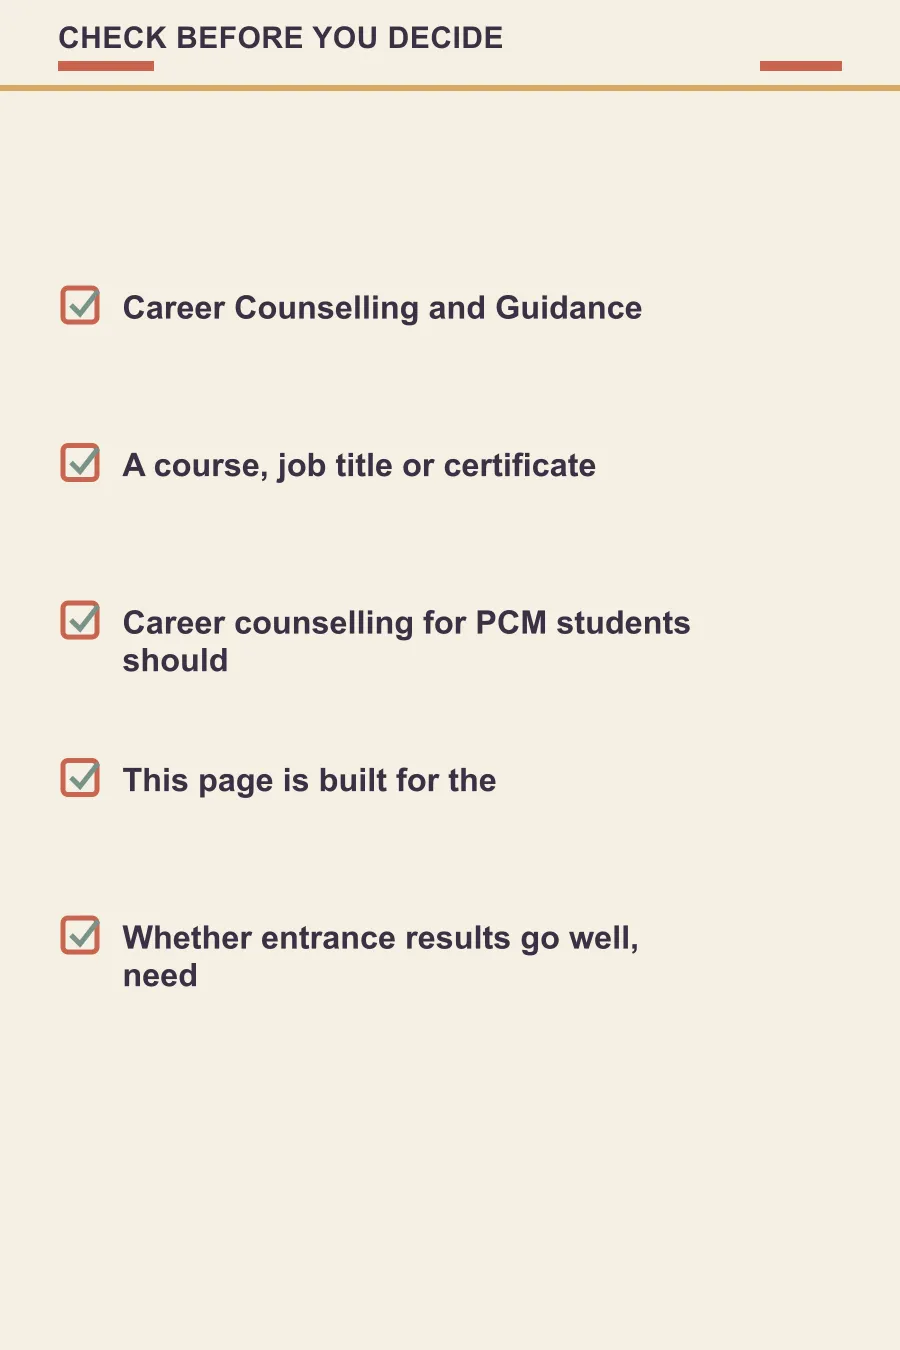 CHECK BEFORE YOU DECIDE
Career Counselling and Guidance
A course, job title or certificate
Career counselling for PCM students
should
This page is built for the
Whether entrance results go well,
need